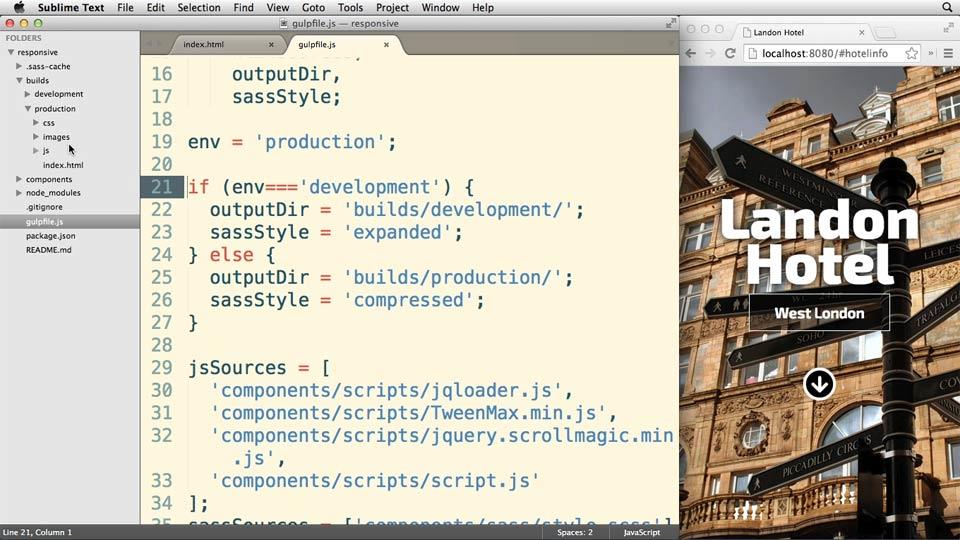 Sublime Text File Edit Selection Find View Goto Tools Project Window Help
gulpfile.js — responsive
FOLDERS
responsive
.sass-cache
builds
development
production
css
images
js
index.html
components
node_modules
.gitignore
gulpfile.js
package.json
README.md
index.html × gulpfile.js ×
16 outputDir,
17 sassStyle;
18
19 env = 'production';
20
21 if (env==='development') {
22 outputDir = 'builds/development/';
23 sassStyle = 'expanded';
24 } else {
25 outputDir = 'builds/production/';
26 sassStyle = 'compressed';
27 }
28
29 jsSources = [
30 'components/scripts/jqloader.js',
31 'components/scripts/TweenMax.min.js',
32 'components/scripts/jquery.scrollmagic.min
.js',
33 'components/scripts/script.js'
34 ];
35 sassSources = ['components/sass/style.scss']
Line 21, Column 1 Spaces: 2 JavaScript
Landon Hotel ×
localhost:8080/#hotelinfo
WESTMINSTER
REFERENCE
Landon
Hotel
West London
SOHO
PICCADILLY CIRCUS